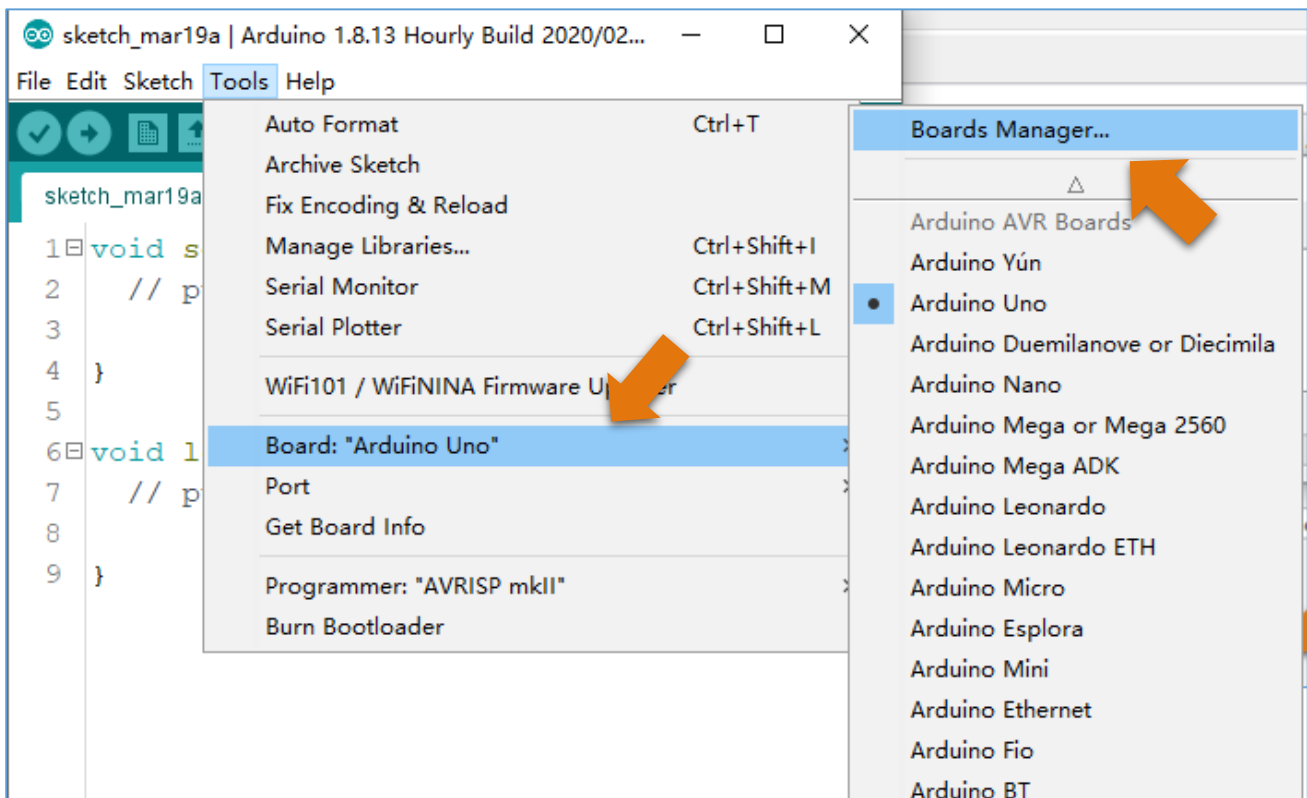 sketch_mar19a | Arduino 1.8.13 Hourly Build 2020/02...
File Edit Sketch Tools Help
sketch_mar19a
1 void s
2 // p
3
4 }
5
6 void l
7 // p
8
9 }
Auto Format Ctrl+T
Archive Sketch
Fix Encoding & Reload
Manage Libraries... Ctrl+Shift+I
Serial Monitor Ctrl+Shift+M
Serial Plotter Ctrl+Shift+L
WiFi101 / WiFiNINA Firmware
Board: "Arduino Uno"
Port
Get Board Info
Programmer: "AVRISP mkII"
Burn Bootloader
Boards Manager...
Arduino AVR Boards
Arduino Yún
Arduino Uno
Arduino Duemilanove or Diecimila
Arduino Nano
Arduino Mega or Mega 2560
Arduino Mega ADK
Arduino Leonardo
Arduino Leonardo ETH
Arduino Micro
Arduino Esplora
Arduino Mini
Arduino Ethernet
Arduino Fio
Arduino BT